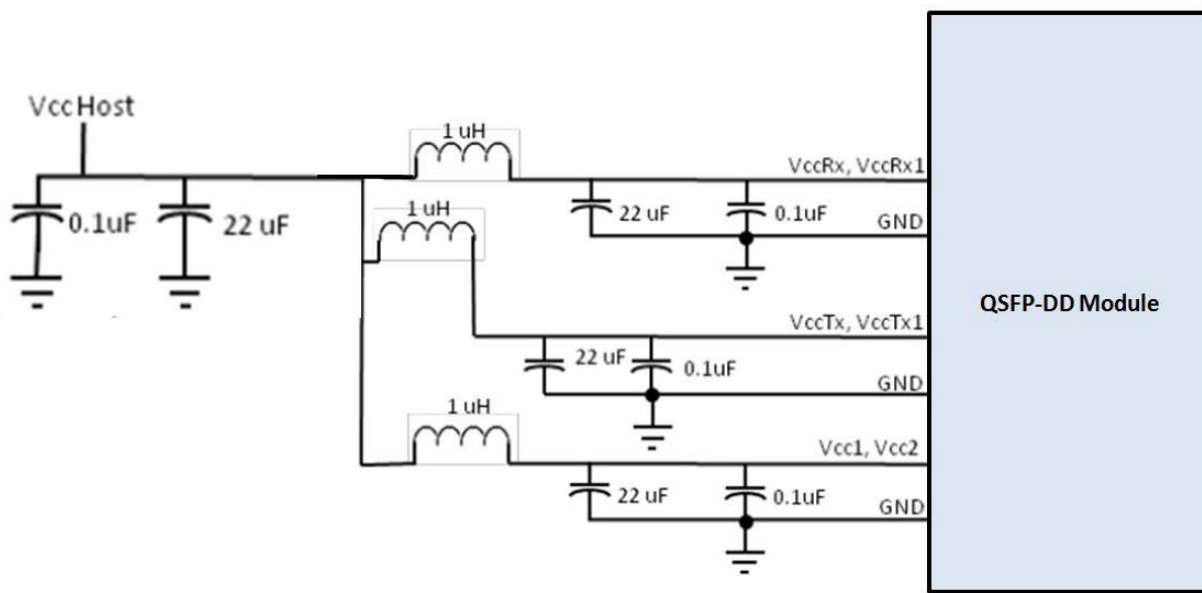 VccHost
0.1uF
22 uF
1 uH
VccRx, VccRx1
22 uF
0.1uF
GND
1 uH
VccTx, VccTx1
22 uF
0.1uF
GND
1 uH
Vcc1, Vcc2
22 uF
0.1uF
GND
QSFP-DD Module